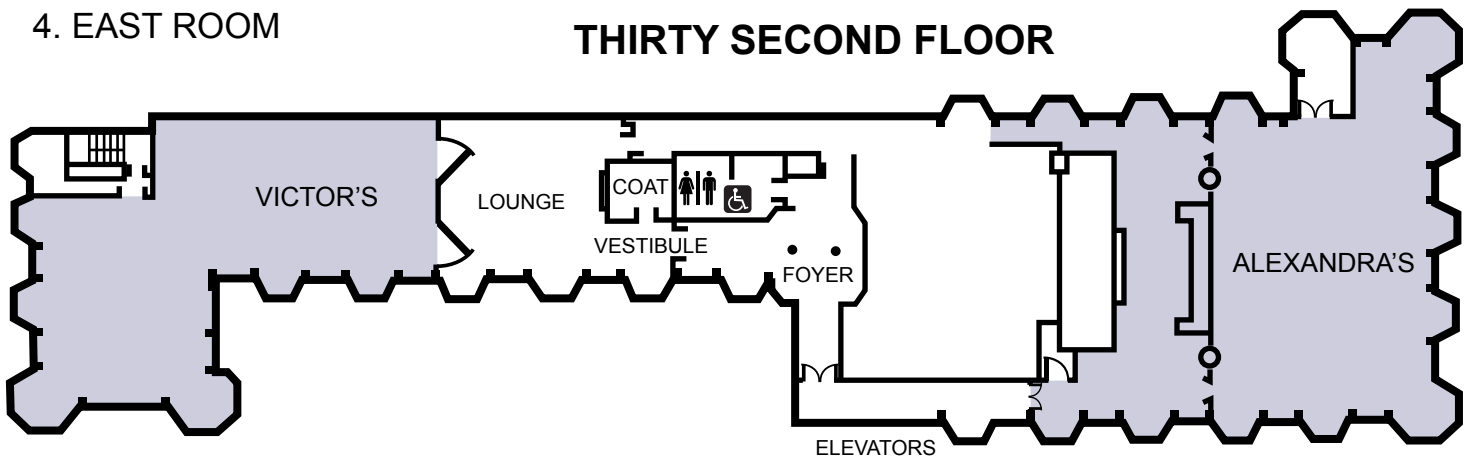 4. EAST ROOM
THIRTY SECOND FLOOR
VICTOR'S
LOUNGE
COAT
VESTIBULE
FOYER
ALEXANDRA'S
ELEVATORS